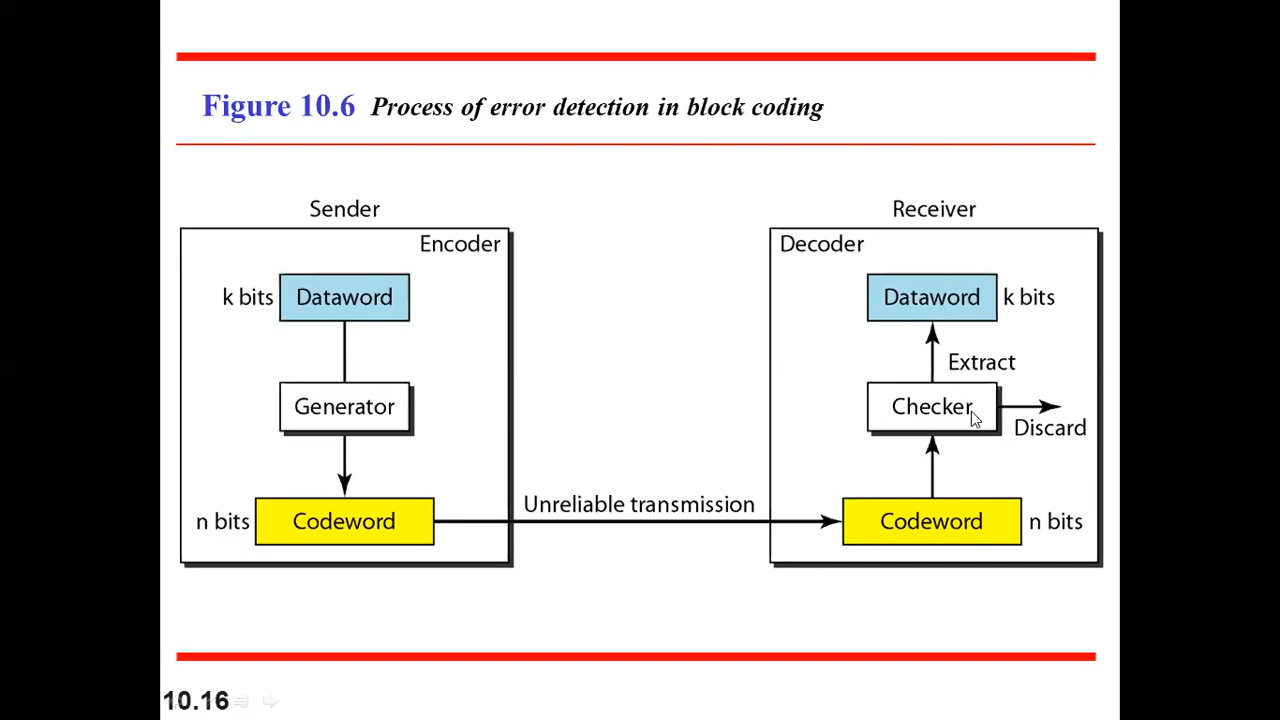 Figure 10.6 Process of error detection in block coding
Sender
Encoder
k bits
Dataword
Generator
n bits
Codeword
Unreliable transmission
Receiver
Decoder
Dataword
k bits
Extract
Checker
Discard
Codeword
n bits
10.16